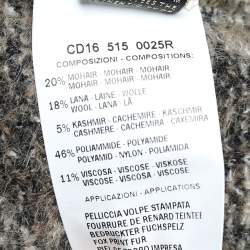 CD16 515 0025R
COMPOSIZIONI - COMPOSITIONS:
20% MOHAIR - MOHAIR - MOHAIR
MOHAIR - MOHAIR - MOHAIR
18% LANA - LAINE - WOLLE
WOOL - LANA - LÃ
5% KASHMIR - CACHEMIRE - KASCHMIR
CASHMERE - CACHEMIRA - CAXEMIRA
46% POLIAMMIDE - POLYAMIDE
POLYAMID - NYLON - POLIAMIDA
11% VISCOSA - VISCOSE - VISKOSE
VISCOSE - VISCOSA - VISCOSE
APPLICAZIONI - APPLICATIONS
PELLICCIA VOLPE STAMPATA
FOURRURE DE RENARD TEINTEE
BEDRUCKTER FUCHSPELZ
FOX PRINT FUR